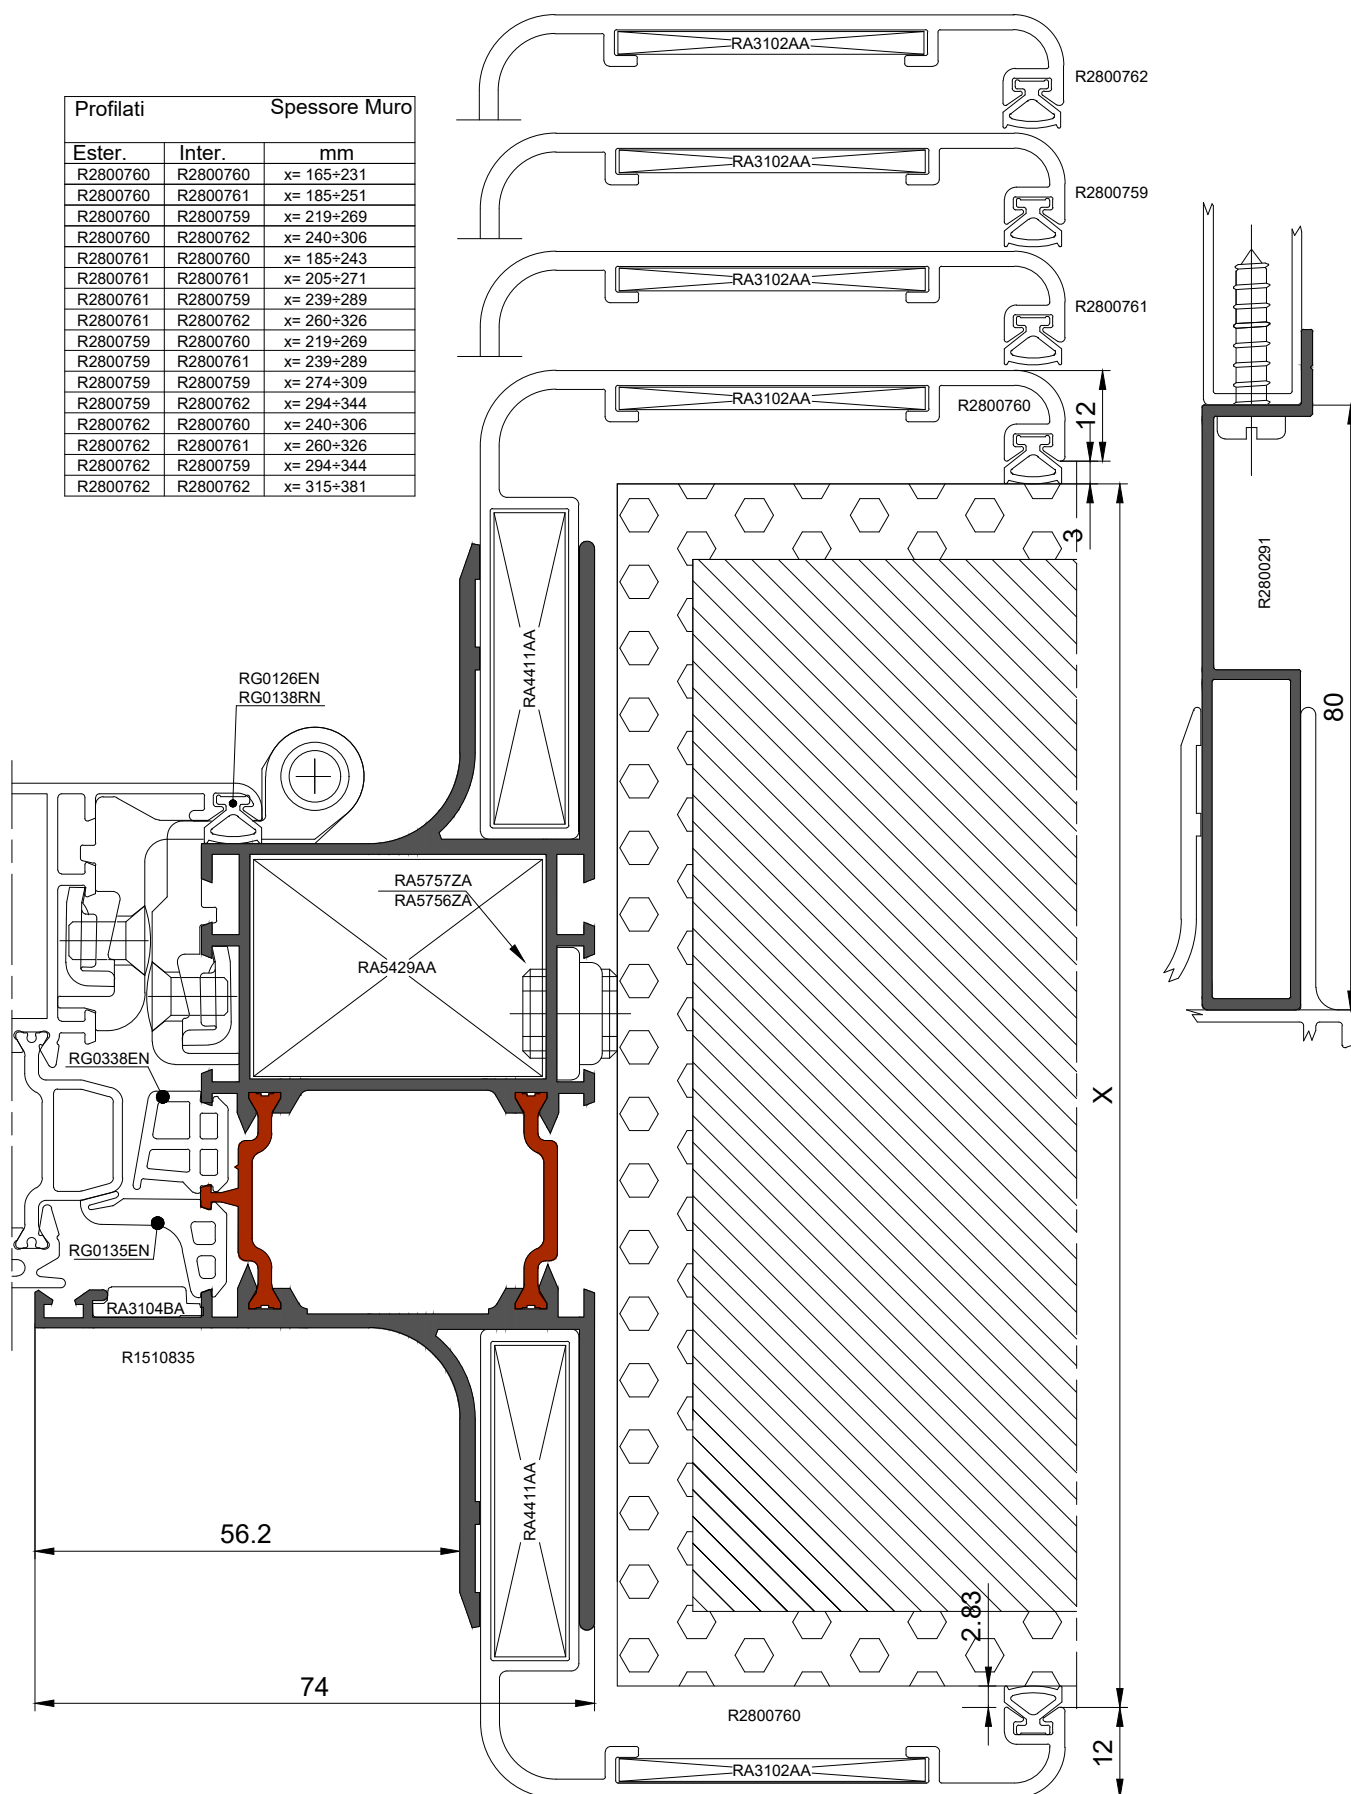 RA3102AA
R2800762
Profilati Spessore Muro
Ester. Inter. mm
R2800760 R2800760 x= 165÷231
R2800760 R2800761 x= 185÷251
R2800760 R2800759 x= 219÷269
R2800760 R2800762 x= 240÷306
R2800761 R2800760 x= 185÷243
R2800761 R2800761 x= 205÷271
R2800761 R2800759 x= 239÷289
R2800761 R2800762 x= 260÷326
R2800759 R2800760 x= 219÷269
R2800759 R2800761 x= 239÷289
R2800759 R2800759 x= 274÷309
R2800759 R2800762 x= 294÷344
R2800762 R2800760 x= 240÷306
R2800762 R2800761 x= 260÷326
R2800762 R2800759 x= 294÷344
R2800762 R2800762 x= 315÷381
RA3102AA
R2800759
RA3102AA
R2800761
RA3102AA
R2800760
12
3
R2800291
80
RA4411AA
RG0126EN
RG0138RN
RA5757ZA
RA5756ZA
RA5429AA
RG0338EN
X
RG0135EN
RA3104BA
R1510835
RA4411AA
56.2
2.83
74
R2800760
12
RA3102AA